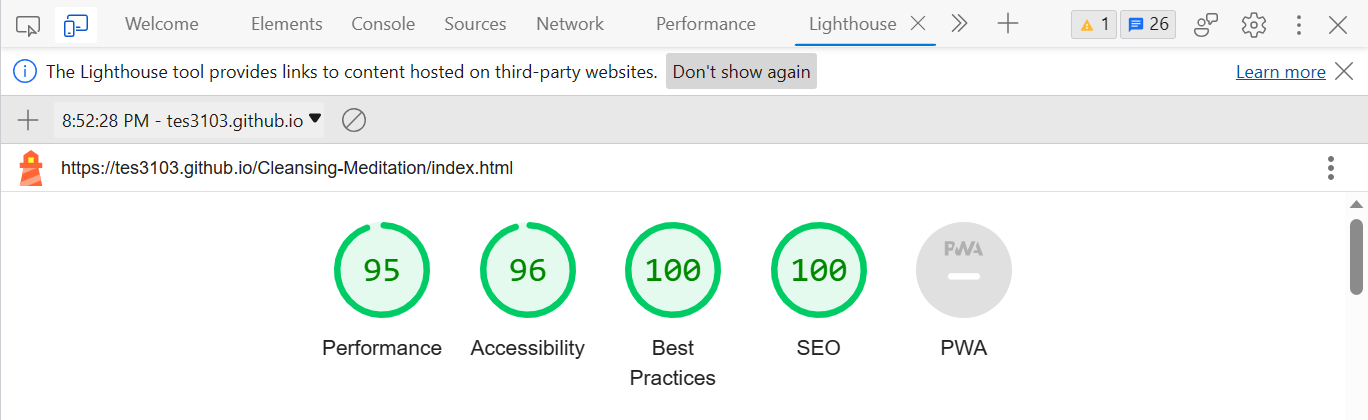 Welcome Elements Console Sources Network Performance Lighthouse 1 26
The Lighthouse tool provides links to content hosted on third-party websites. Don't show again Learn more
8:52:28 PM - tes3103.github.io
https://tes3103.github.io/Cleansing-Meditation/index.html
95 96 100 100 PWA
Performance Accessibility Best SEO PWA
Practices